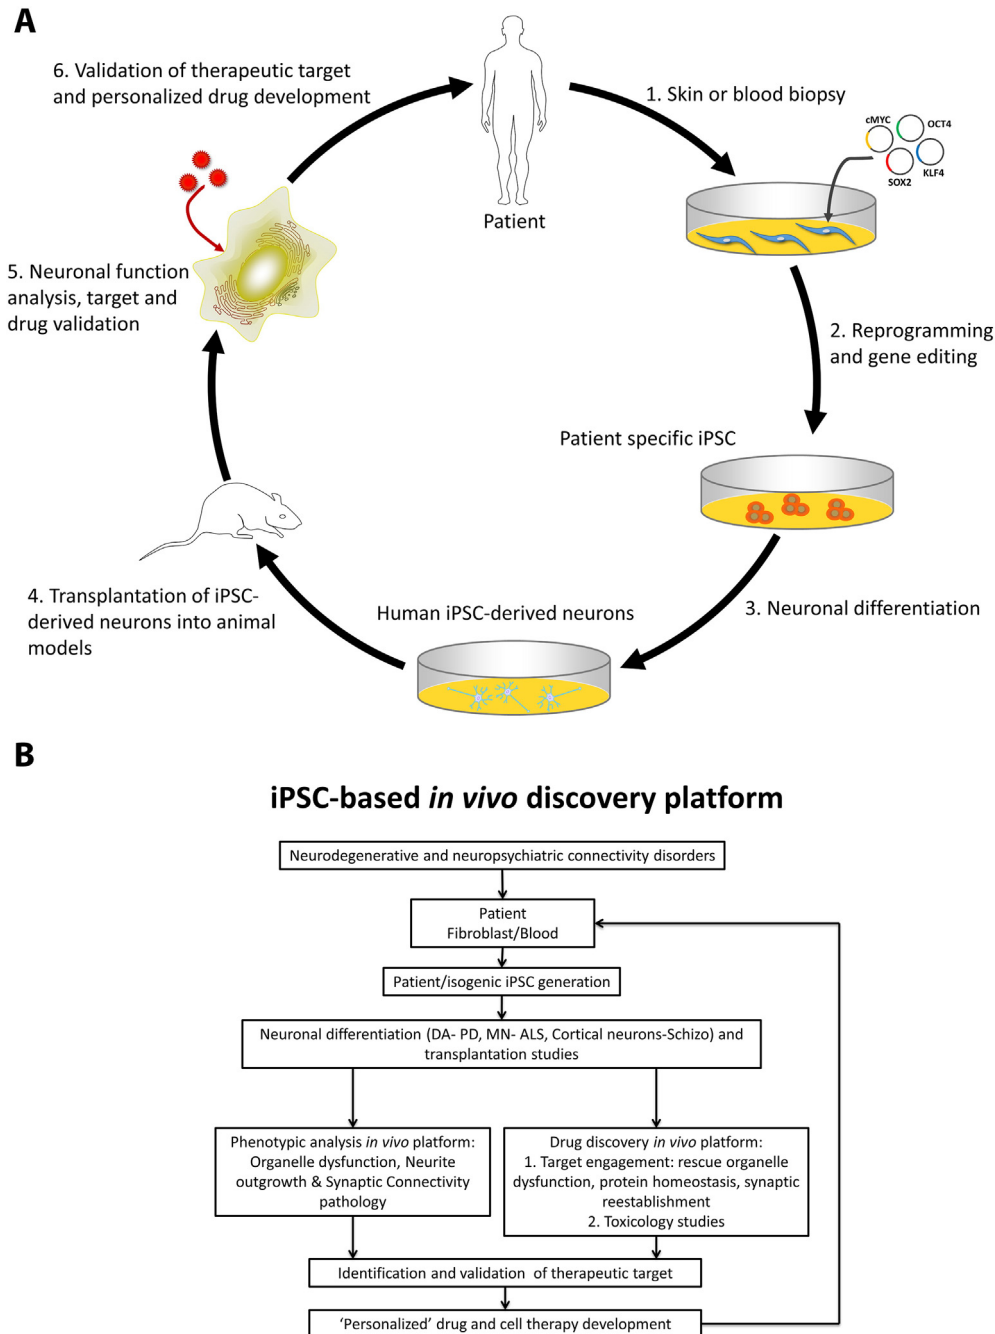 A
6. Validation of therapeutic target
and personalized drug development
Patient
1. Skin or blood biopsy
cMYC
OCT4
SOX2
KLF4
2. Reprogramming
and gene editing
Patient specific iPSC
3. Neuronal differentiation
Human iPSC-derived neurons
4. Transplantation of iPSC-
derived neurons into animal
models
5. Neuronal function
analysis, target and
drug validation
B
iPSC-based in vivo discovery platform
Neurodegenerative and neuropsychiatric connectivity disorders
Patient
Fibroblast/Blood
Patient/isogenic iPSC generation
Neuronal differentiation (DA- PD, MN- ALS, Cortical neurons-Schizo) and
transplantation studies
Phenotypic analysis in vivo platform:
Organelle dysfunction, Neurite
outgrowth & Synaptic Connectivity
pathology
Drug discovery in vivo platform:
1. Target engagement: rescue organelle
dysfunction, protein homeostasis, synaptic
reestablishment
2. Toxicology studies
Identification and validation of therapeutic target
‘Personalized’ drug and cell therapy development